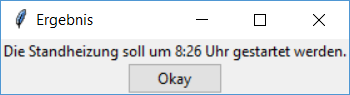 Ergebnis
Die Standheizung soll um 8:26 Uhr gestartet werden.
Okay